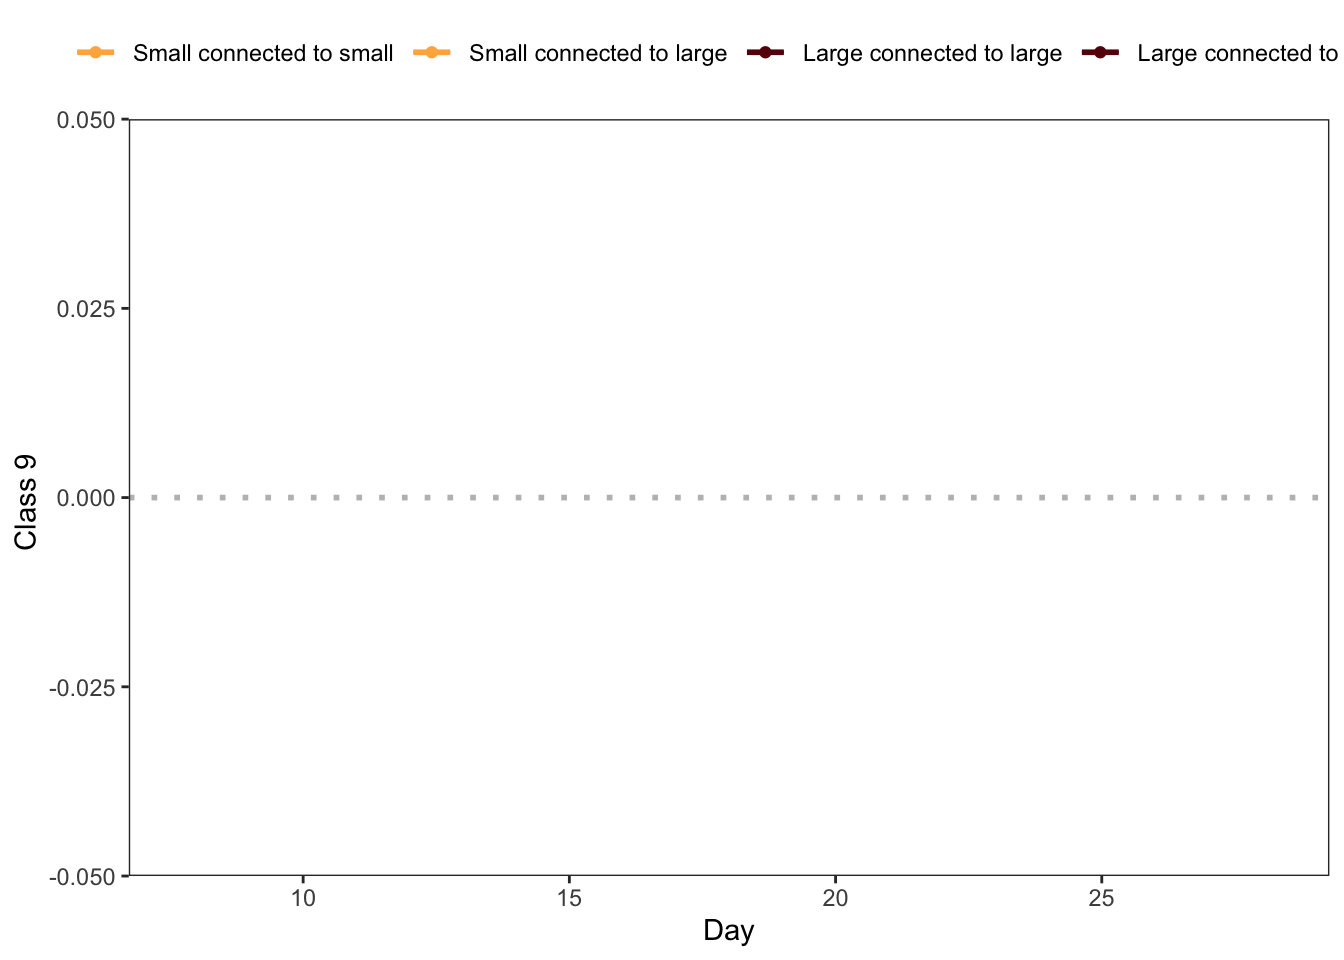 Small connected to small Small connected to large Large connected to large Large connected to
0.050
0.025
0.000
-0.025
-0.050
Class 9
10 15 20 25
Day